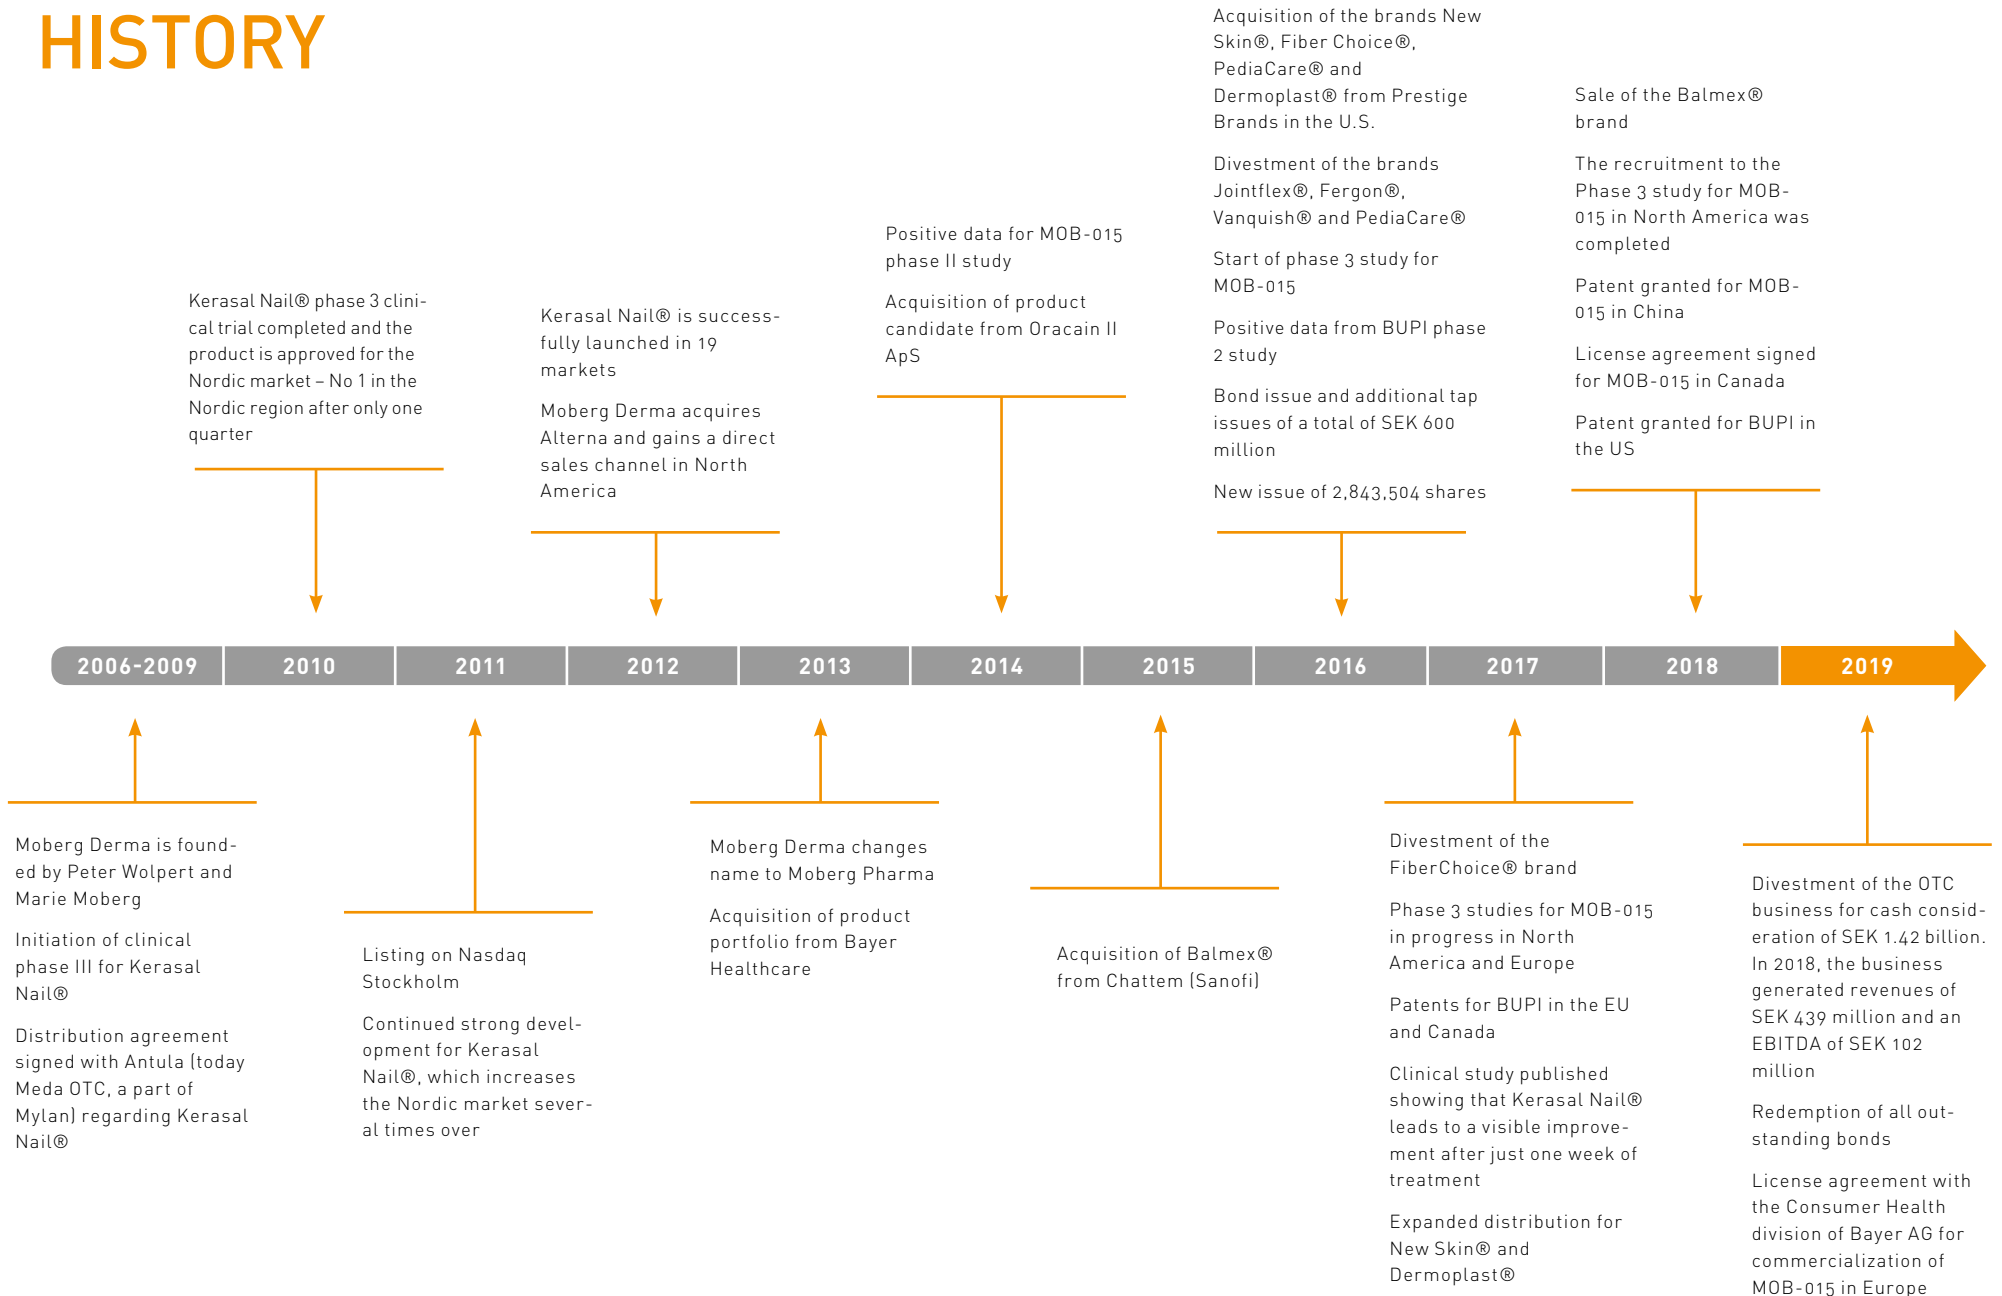 HISTORY
Kerasal Nail® phase 3 clini-
cal trial completed and the
product is approved for the
Nordic market – No 1 in the
Nordic region after only one
quarter
Kerasal Nail® is success-
fully launched in 19
markets
Moberg Derma acquires
Alterna and gains a direct
sales channel in North
America
Positive data for MOB-015
phase II study
Acquisition of product
candidate from Oracain II
ApS
Acquisition of the brands New
Skin®, Fiber Choice®,
PediaCare® and
Dermoplast® from Prestige
Brands in the U.S.
Divestment of the brands
Jointflex®, Fergon®,
Vanquish® and PediaCare®
Start of phase 3 study for
MOB-015
Positive data from BUPI phase
2 study
Bond issue and additional tap
issues of a total of SEK 600
million
New issue of 2,843,504 shares
Sale of the Balmex®
brand
The recruitment to the
Phase 3 study for MOB-
015 in North America was
completed
Patent granted for MOB-
015 in China
License agreement signed
for MOB-015 in Canada
Patent granted for BUPI in
the US
2006-2009
2010
2011
2012
2013
2014
2015
2016
2017
2018
2019
Moberg Derma is found-
ed by Peter Wolpert and
Marie Moberg
Initiation of clinical
phase III for Kerasal
Nail®
Distribution agreement
signed with Antula (today
Meda OTC, a part of
Mylan) regarding Kerasal
Nail®
Listing on Nasdaq
Stockholm
Continued strong devel-
opment for Kerasal
Nail®, which increases
the Nordic market sever-
al times over
Moberg Derma changes
name to Moberg Pharma
Acquisition of product
portfolio from Bayer
Healthcare
Acquisition of Balmex®
from Chattem (Sanofi)
Divestment of the
FiberChoice® brand
Phase 3 studies for MOB-015
in progress in North
America and Europe
Patents for BUPI in the EU
and Canada
Clinical study published
showing that Kerasal Nail®
leads to a visible improve-
ment after just one week of
treatment
Expanded distribution for
New Skin® and
Dermoplast®
Divestment of the OTC
business for cash consid-
eration of SEK 1.42 billion.
In 2018, the business
generated revenues of
SEK 439 million and an
EBITDA of SEK 102
million
Redemption of all out-
standing bonds
License agreement with
the Consumer Health
division of Bayer AG for
commercialization of
MOB-015 in Europe